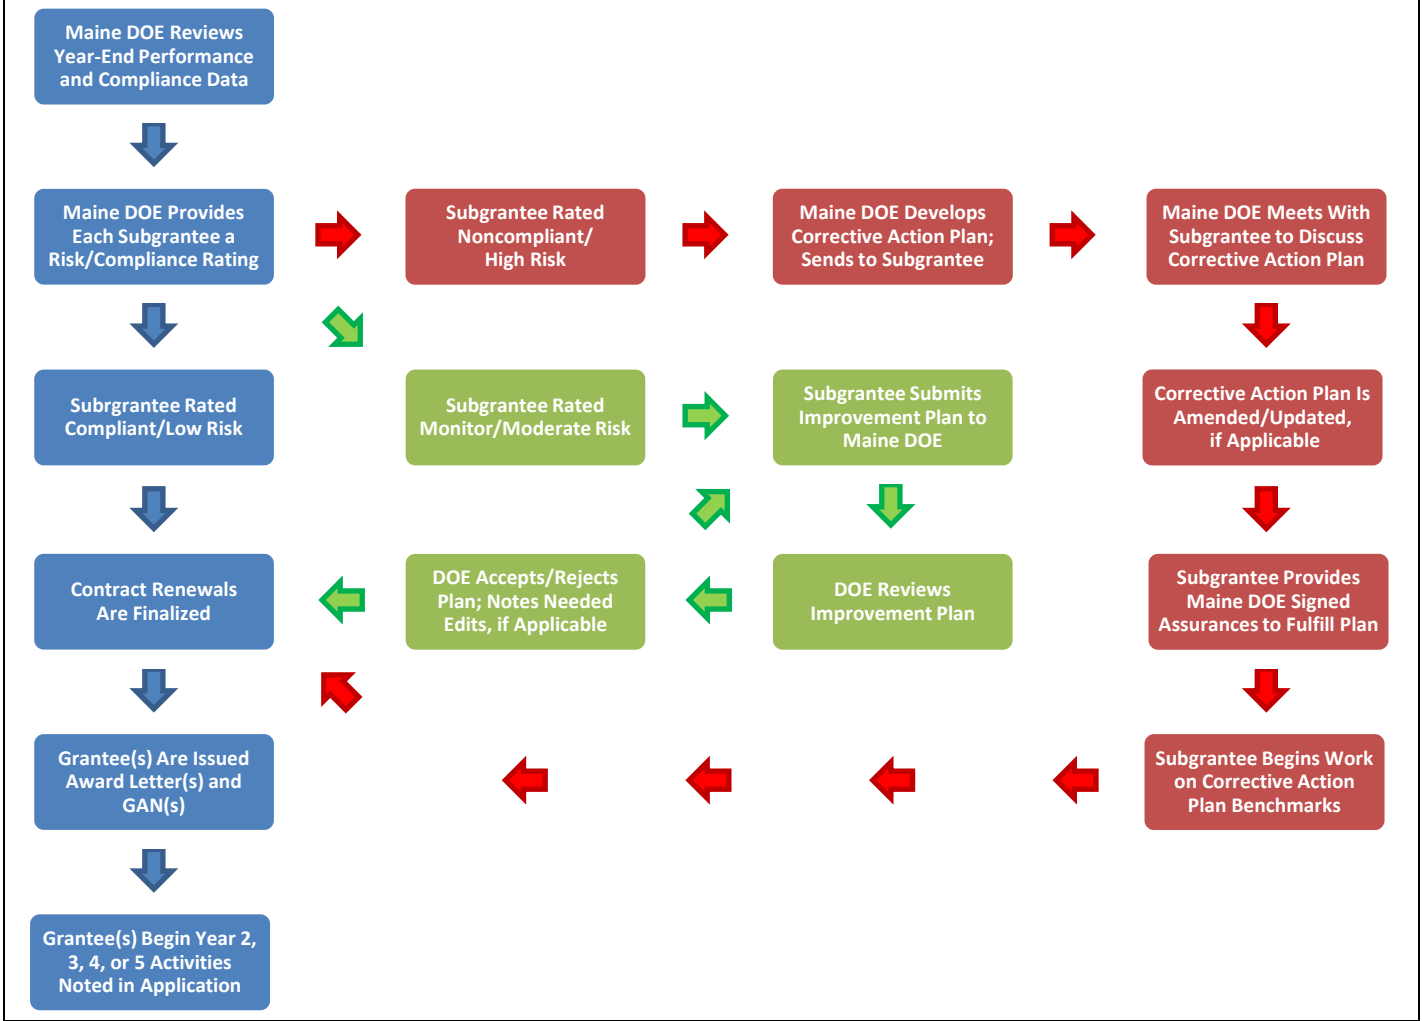 Maine DOE Reviews
Year-End Performance
and Compliance Data
Maine DOE Provides
Each Subgrantee a
Risk/Compliance Rating
Subgrantee Rated
Noncompliant/
High Risk
Maine DOE Develops
Corrective Action Plan;
Sends to Subgrantee
Maine DOE Meets With
Subgrantee to Discuss
Corrective Action Plan
Subrgrantee Rated
Compliant/Low Risk
Subgrantee Rated
Monitor/Moderate Risk
Subgrantee Submits
Improvement Plan to
Maine DOE
Corrective Action Plan Is
Amended/Updated,
if Applicable
Contract Renewals
Are Finalized
DOE Accepts/Rejects
Plan; Notes Needed
Edits, if Applicable
DOE Reviews
Improvement Plan
Subgrantee Provides
Maine DOE Signed
Assurances to Fulfill Plan
Grantee(s) Are Issued
Award Letter(s) and
GAN(s)
Subgrantee Begins Work
on Corrective Action
Plan Benchmarks
Grantee(s) Begin Year 2,
3, 4, or 5 Activities
Noted in Application